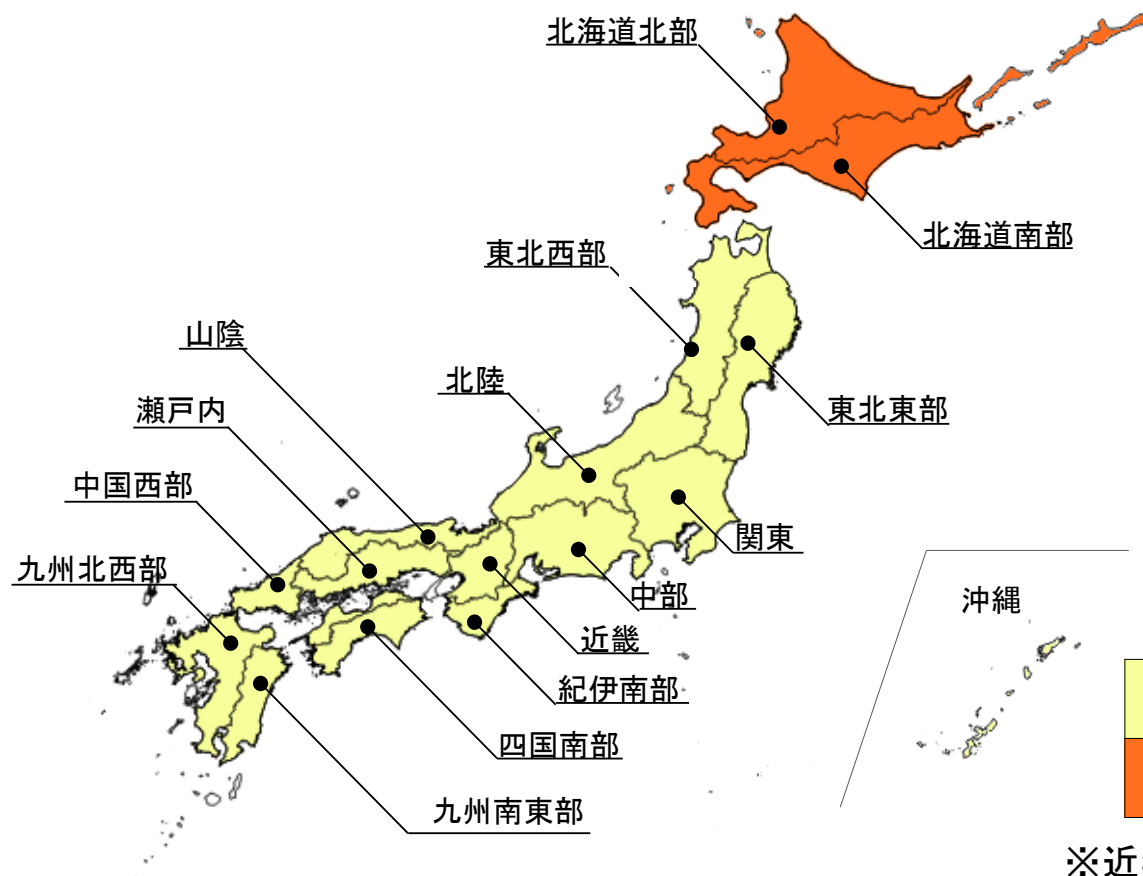 北海道北部
北海道南部
東北西部
山陰
北陸
瀬戸内
東北東部
中国西部
関東
九州北西部
中部
沖縄
近畿
紀伊南部
四国南部
九州南東部
※近